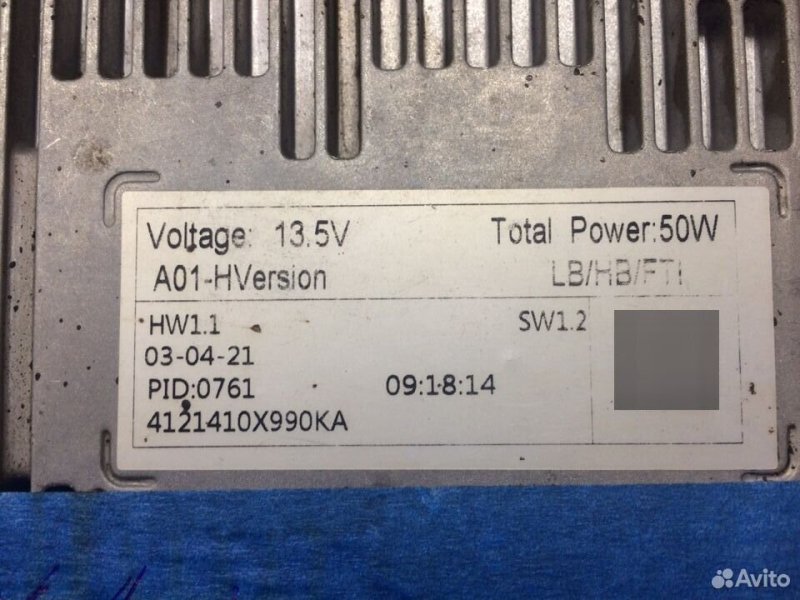 Voltage: 13.5V Total Power:50W
A01-HVersion LB/HB/FTI
HW1.1 SW1.2
03-04-21
PID:0761 09:18:14
4121410X990KA
Avito